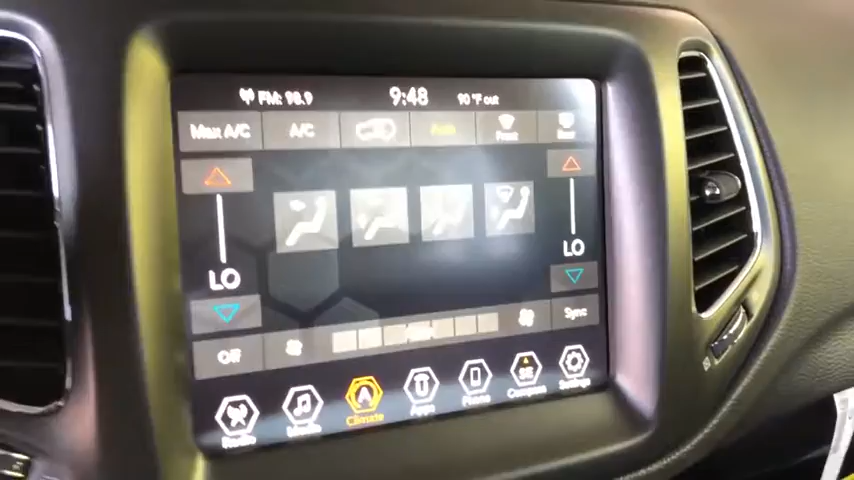 FM: 98.9 9:48 90 °F out
Max A/C A/C Auto Front Rear
LO LO
Off Sync
Radio Media Climate Apps Phone SE Compass Settings